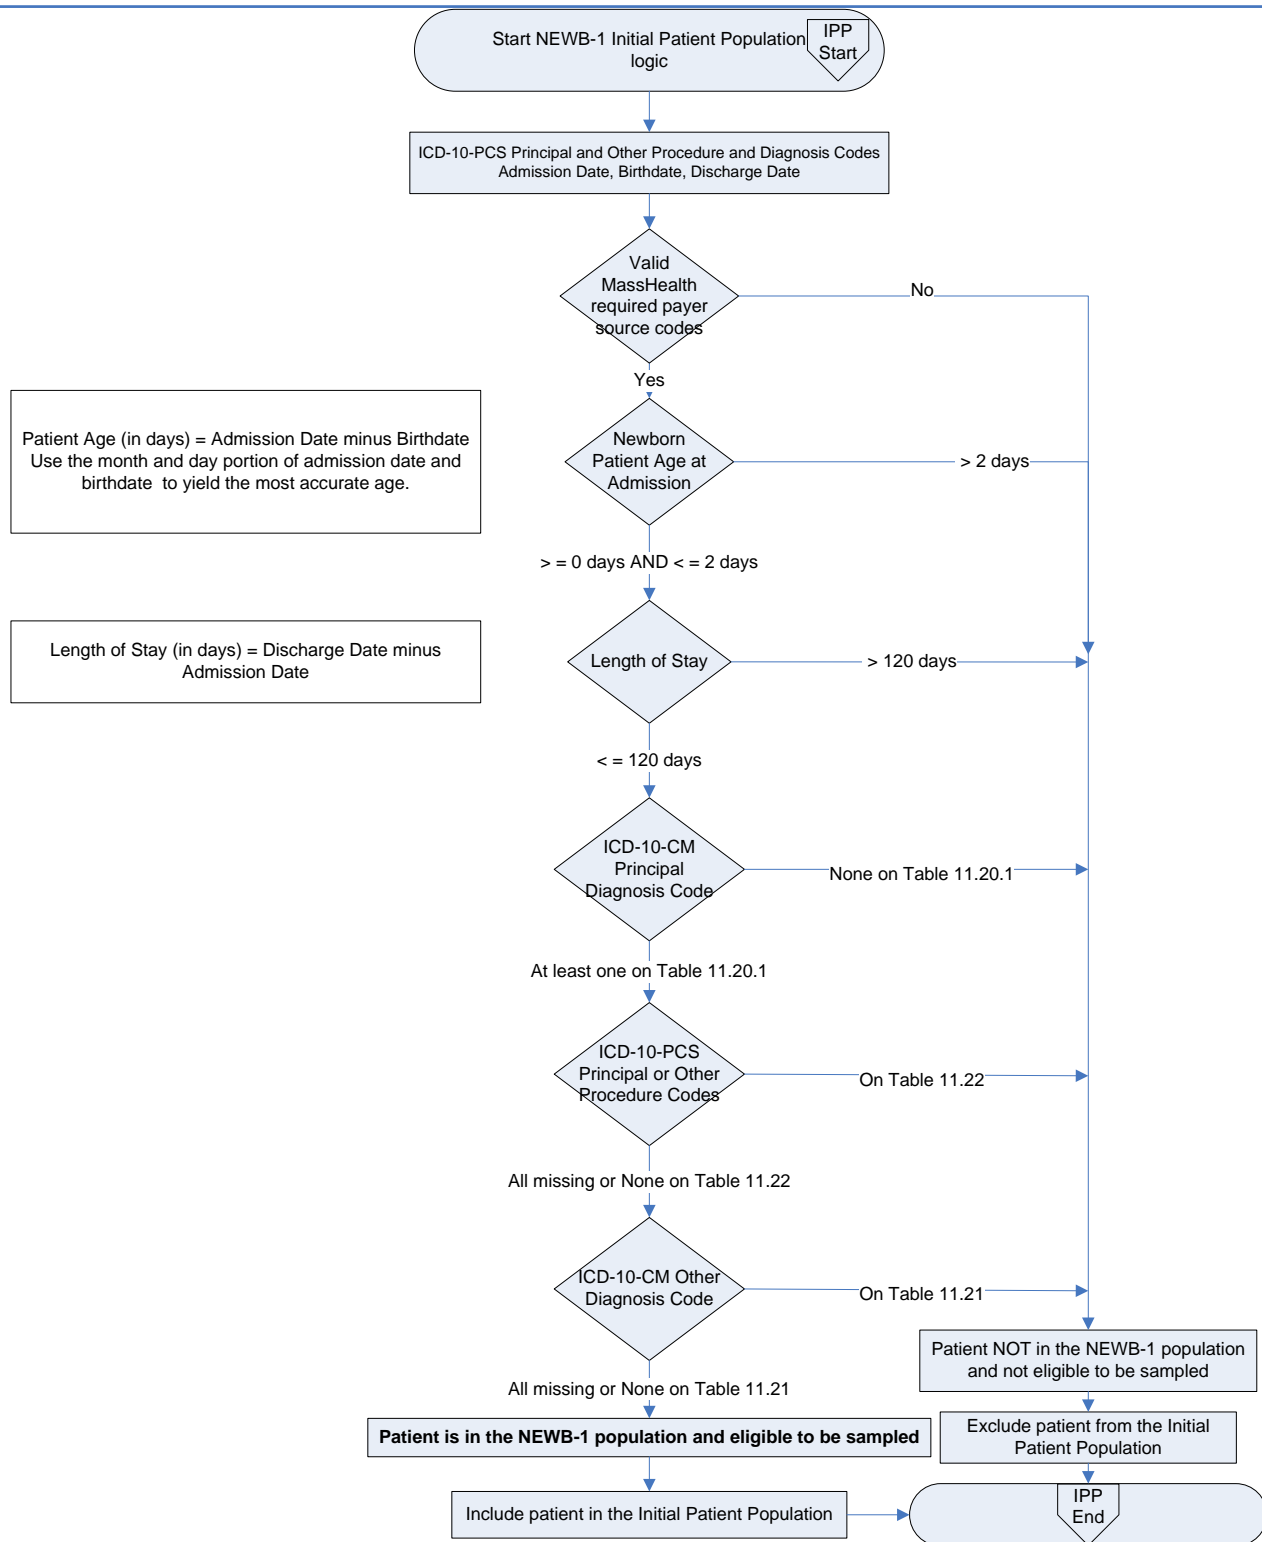 Start NEWB-1 Initial Patient Population
logic
IPP
Start
ICD-10-PCS Principal and Other Procedure and Diagnosis Codes
Admission Date, Birthdate, Discharge Date
Valid
MassHealth
required payer
source codes
No
Yes
Patient Age (in days) = Admission Date minus Birthdate
Use the month and day portion of admission date and
birthdate to yield the most accurate age.
Newborn
Patient Age at
Admission
> 2 days
> = 0 days AND < = 2 days
Length of Stay (in days) = Discharge Date minus
Admission Date
Length of Stay
> 120 days
< = 120 days
ICD-10-CM
Principal
Diagnosis Code
None on Table 11.20.1
At least one on Table 11.20.1
ICD-10-PCS
Principal or Other
Procedure Codes
On Table 11.22
All missing or None on Table 11.22
ICD-10-CM Other
Diagnosis Code
On Table 11.21
All missing or None on Table 11.21
Patient NOT in the NEWB-1 population
and not eligible to be sampled
Patient is in the NEWB-1 population and eligible to be sampled
Exclude patient from the Initial
Patient Population
Include patient in the Initial Patient Population
IPP
End